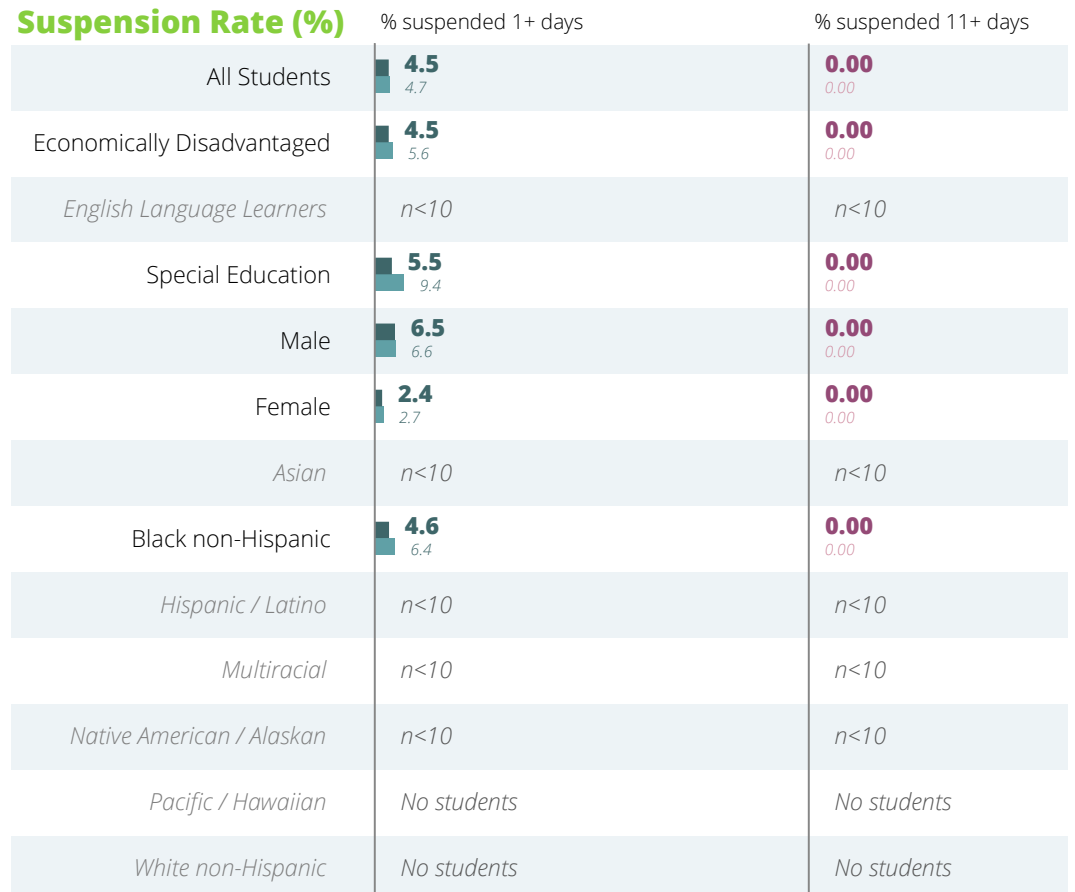 Suspension Rate (%) % suspended 1+ days % suspended 11+ days
All Students 4.5 0.00
4.7 0.00
Economically Disadvantaged 4.5 0.00
5.6 0.00
English Language Learners n<10 n<10
Special Education 5.5 0.00
9.4 0.00
Male 6.5 0.00
6.6 0.00
Female 2.4 0.00
2.7 0.00
Asian n<10 n<10
Black non-Hispanic 4.6 0.00
6.4 0.00
Hispanic / Latino n<10 n<10
Multiracial n<10 n<10
Native American / Alaskan n<10 n<10
Pacific / Hawaiian No students No students
White non-Hispanic No students No students